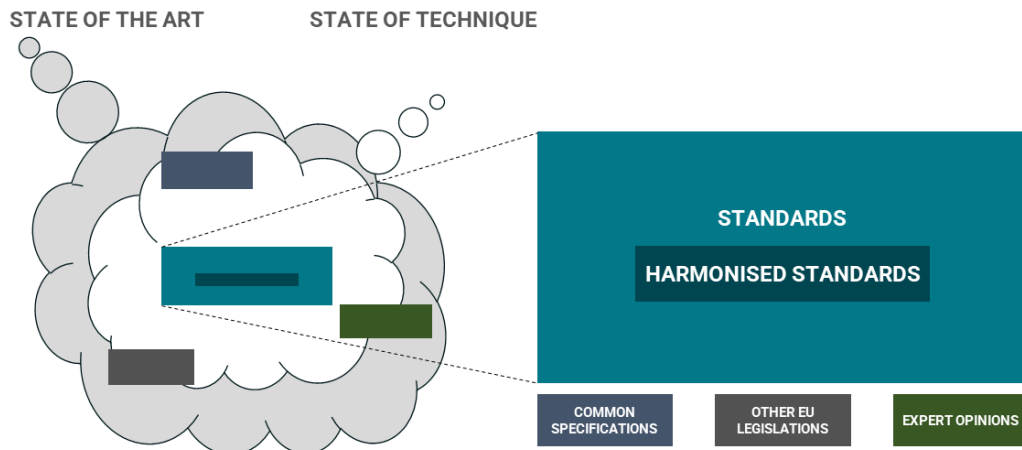 STATE OF THE ART
STATE OF TECHNIQUE
STANDARDS
HARMONISED STANDARDS
COMMON
SPECIFICATIONS
OTHER EU
LEGISLATIONS
EXPERT OPINIONS